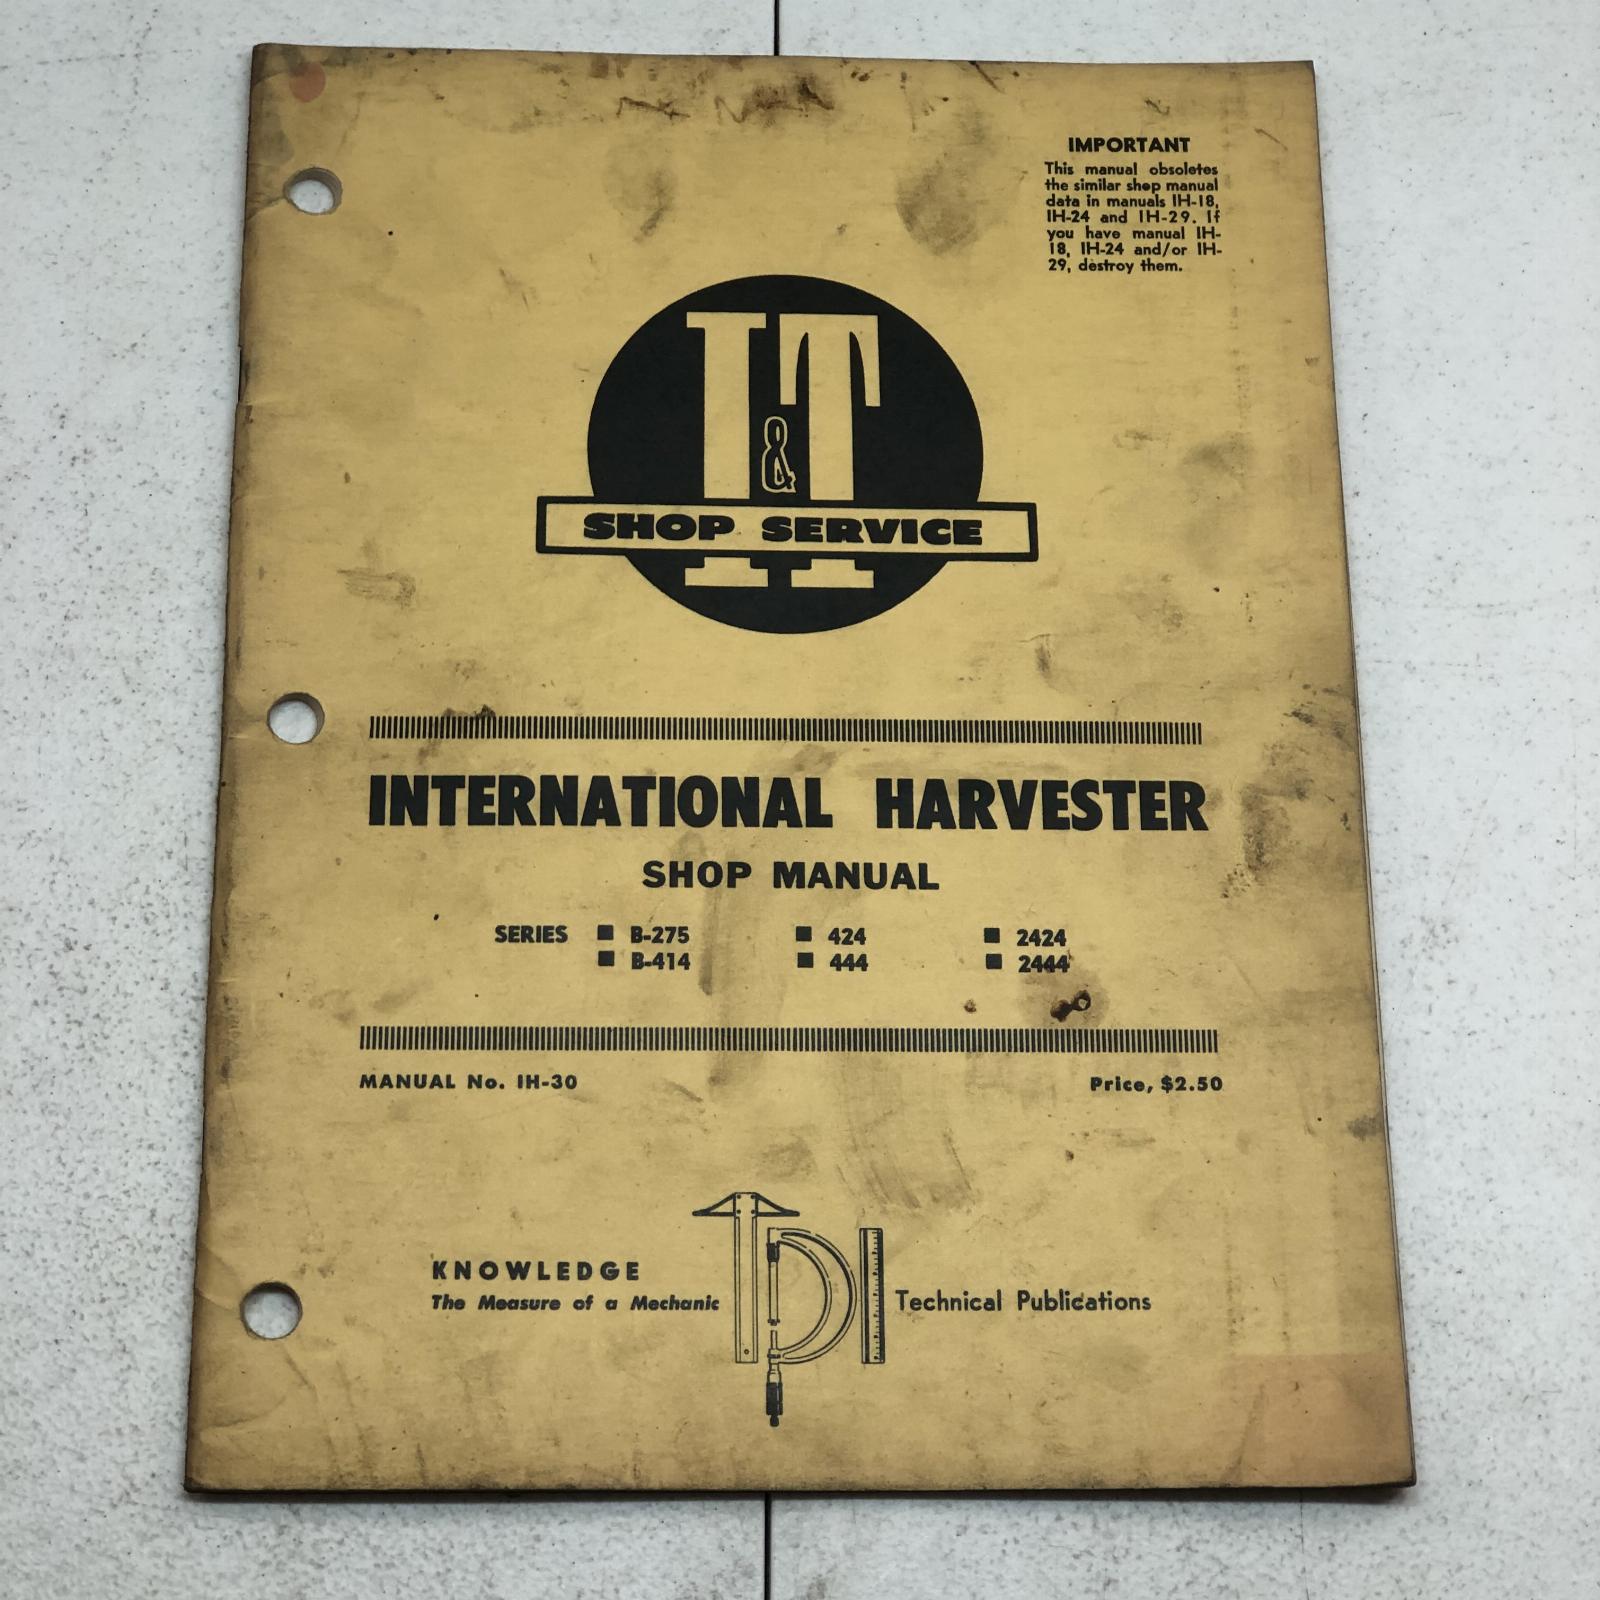 IMPORTANT
This manual obsoletes
the similar shop manual
data in manuals IH-18,
IH-24 and IH-29. If
you have manual IH-
18, IH-24 and/or IH-
29, destroy them.
I&T
SHOP SERVICE
INTERNATIONAL HARVESTER
SHOP MANUAL
SERIES ■ B-275 ■ 424 ■ 2424
■ B-414 ■ 444 ■ 2444
MANUAL No. IH-30 Price, $2.50
KNOWLEDGE
The Measure of a Mechanic
TPI
Technical Publications